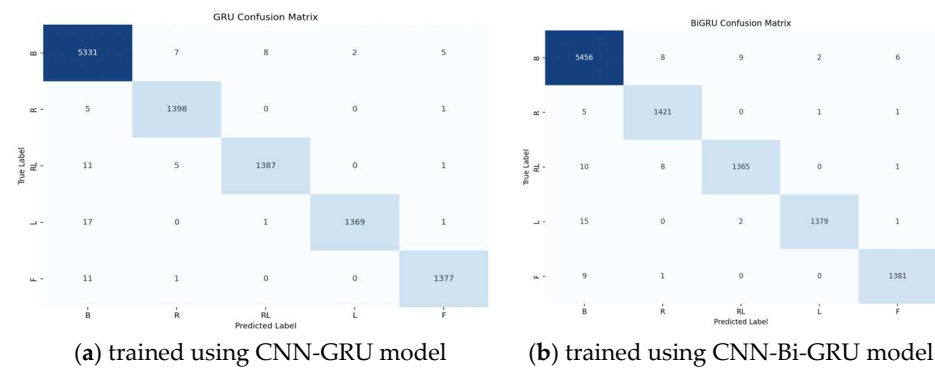 GRU Confusion Matrix
B 5331 7 8 2 5
R 5 1398 0 0 1
RL 11 5 1387 0 1
L 17 0 1 1369 1
F 11 1 0 0 1377
B R RL L F
True Label
Predicted Label
(a) trained using CNN-GRU model
BiGRU Confusion Matrix
B 5456 8 9 2 6
R 5 1421 0 1 1
RL 10 8 1365 0 1
L 15 0 2 1379 1
F 9 1 0 0 1381
B R RL L F
True Label
Predicted Label
(b) trained using CNN-Bi-GRU model